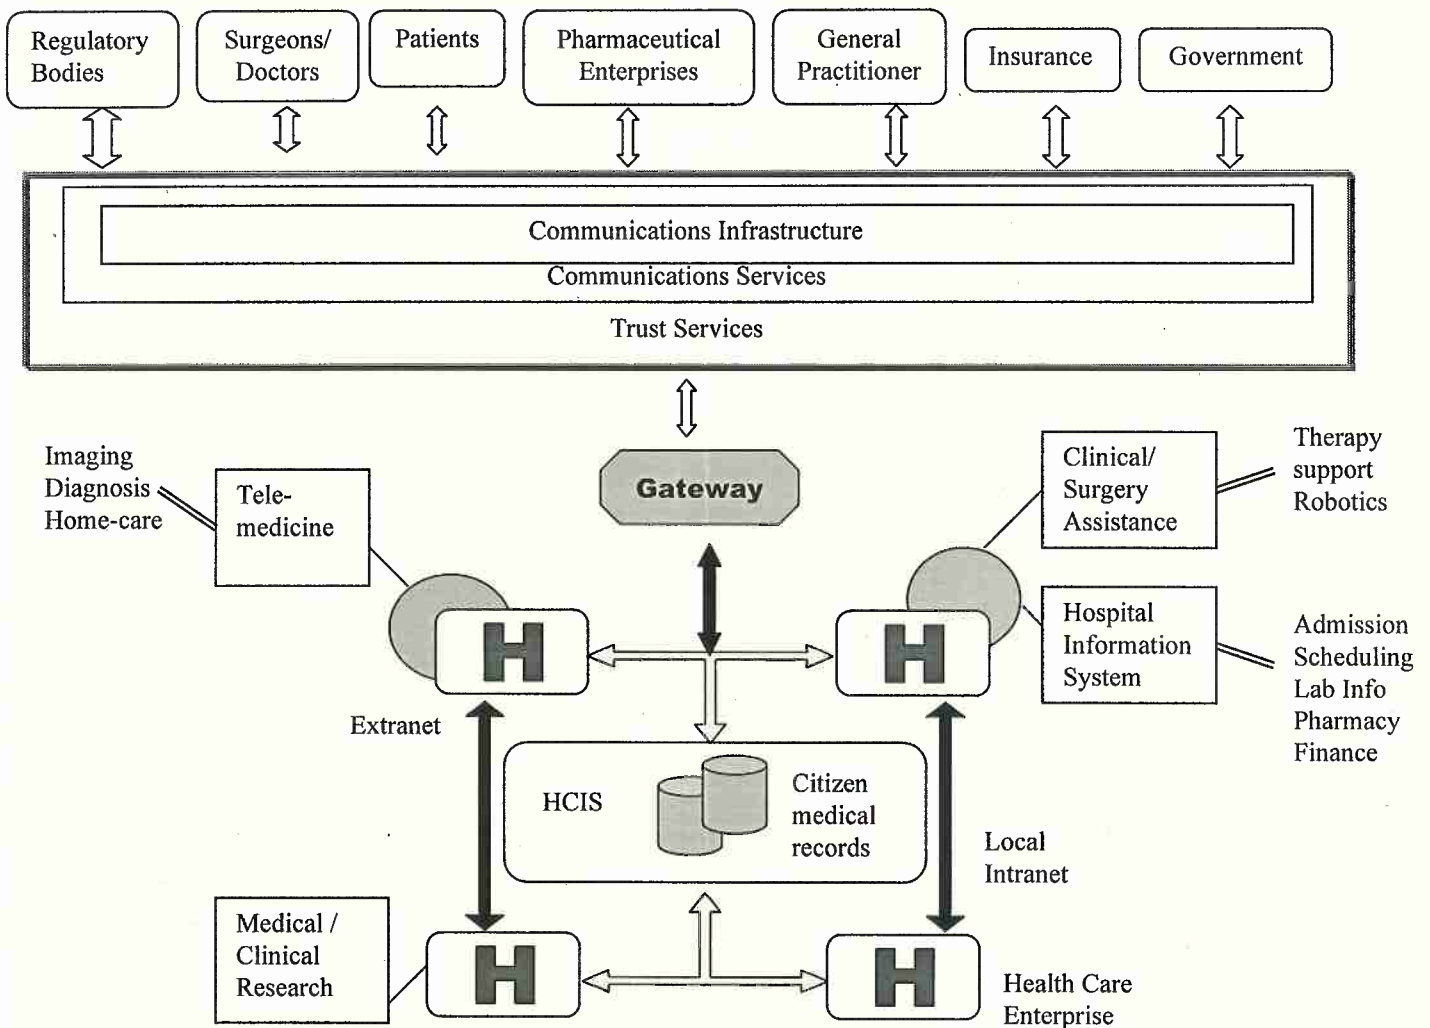 Regulatory
Bodies
Surgeons/
Doctors
Patients
Pharmaceutical
Enterprises
General
Practitioner
Insurance
Government
Communications Infrastructure
Communications Services
Trust Services
Gateway
Imaging
Diagnosis
Home-care
Tele-
medicine
Clinical/
Surgery
Assistance
Therapy
support
Robotics
H
H
Hospital
Information
System
Admission
Scheduling
Lab Info
Pharmacy
Finance
Extranet
HCIS
Citizen
medical
records
Local
Intranet
Medical /
Clinical
Research
H
H
Health Care
Enterprise